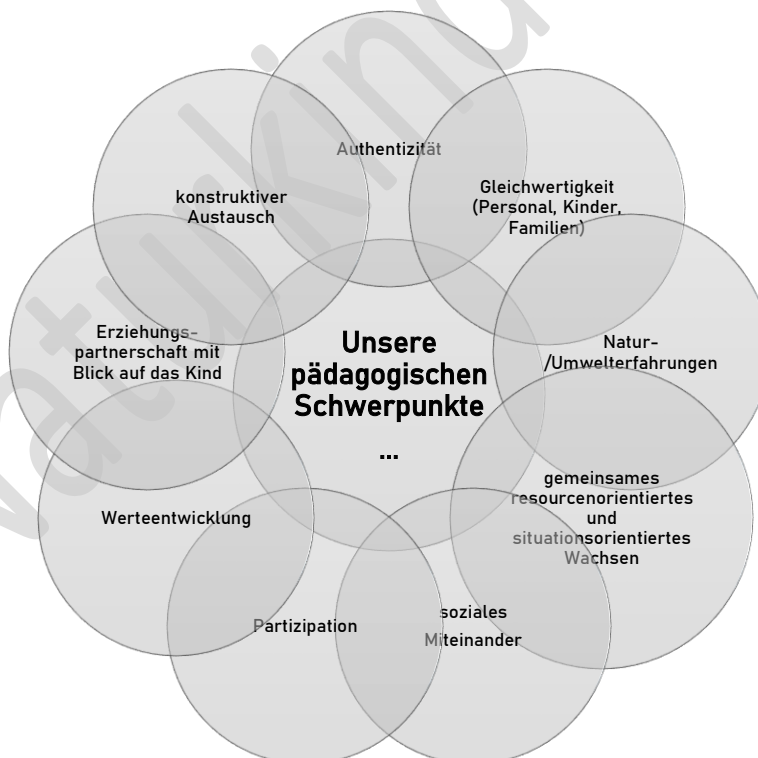 Authentizität
Gleichwertigkeit
(Personal, Kinder,
Familien)
Natur-
/Umwelterfahrungen
gemeinsames
resourcenorientiertes
und
situationsorientiertes
Wachsen
soziales
Miteinander
Partizipation
Werteentwicklung
Erziehungs-
partnerschaft mit
Blick auf das Kind
konstruktiver
Austausch
Unsere
pädagogischen
Schwerpunkte
...